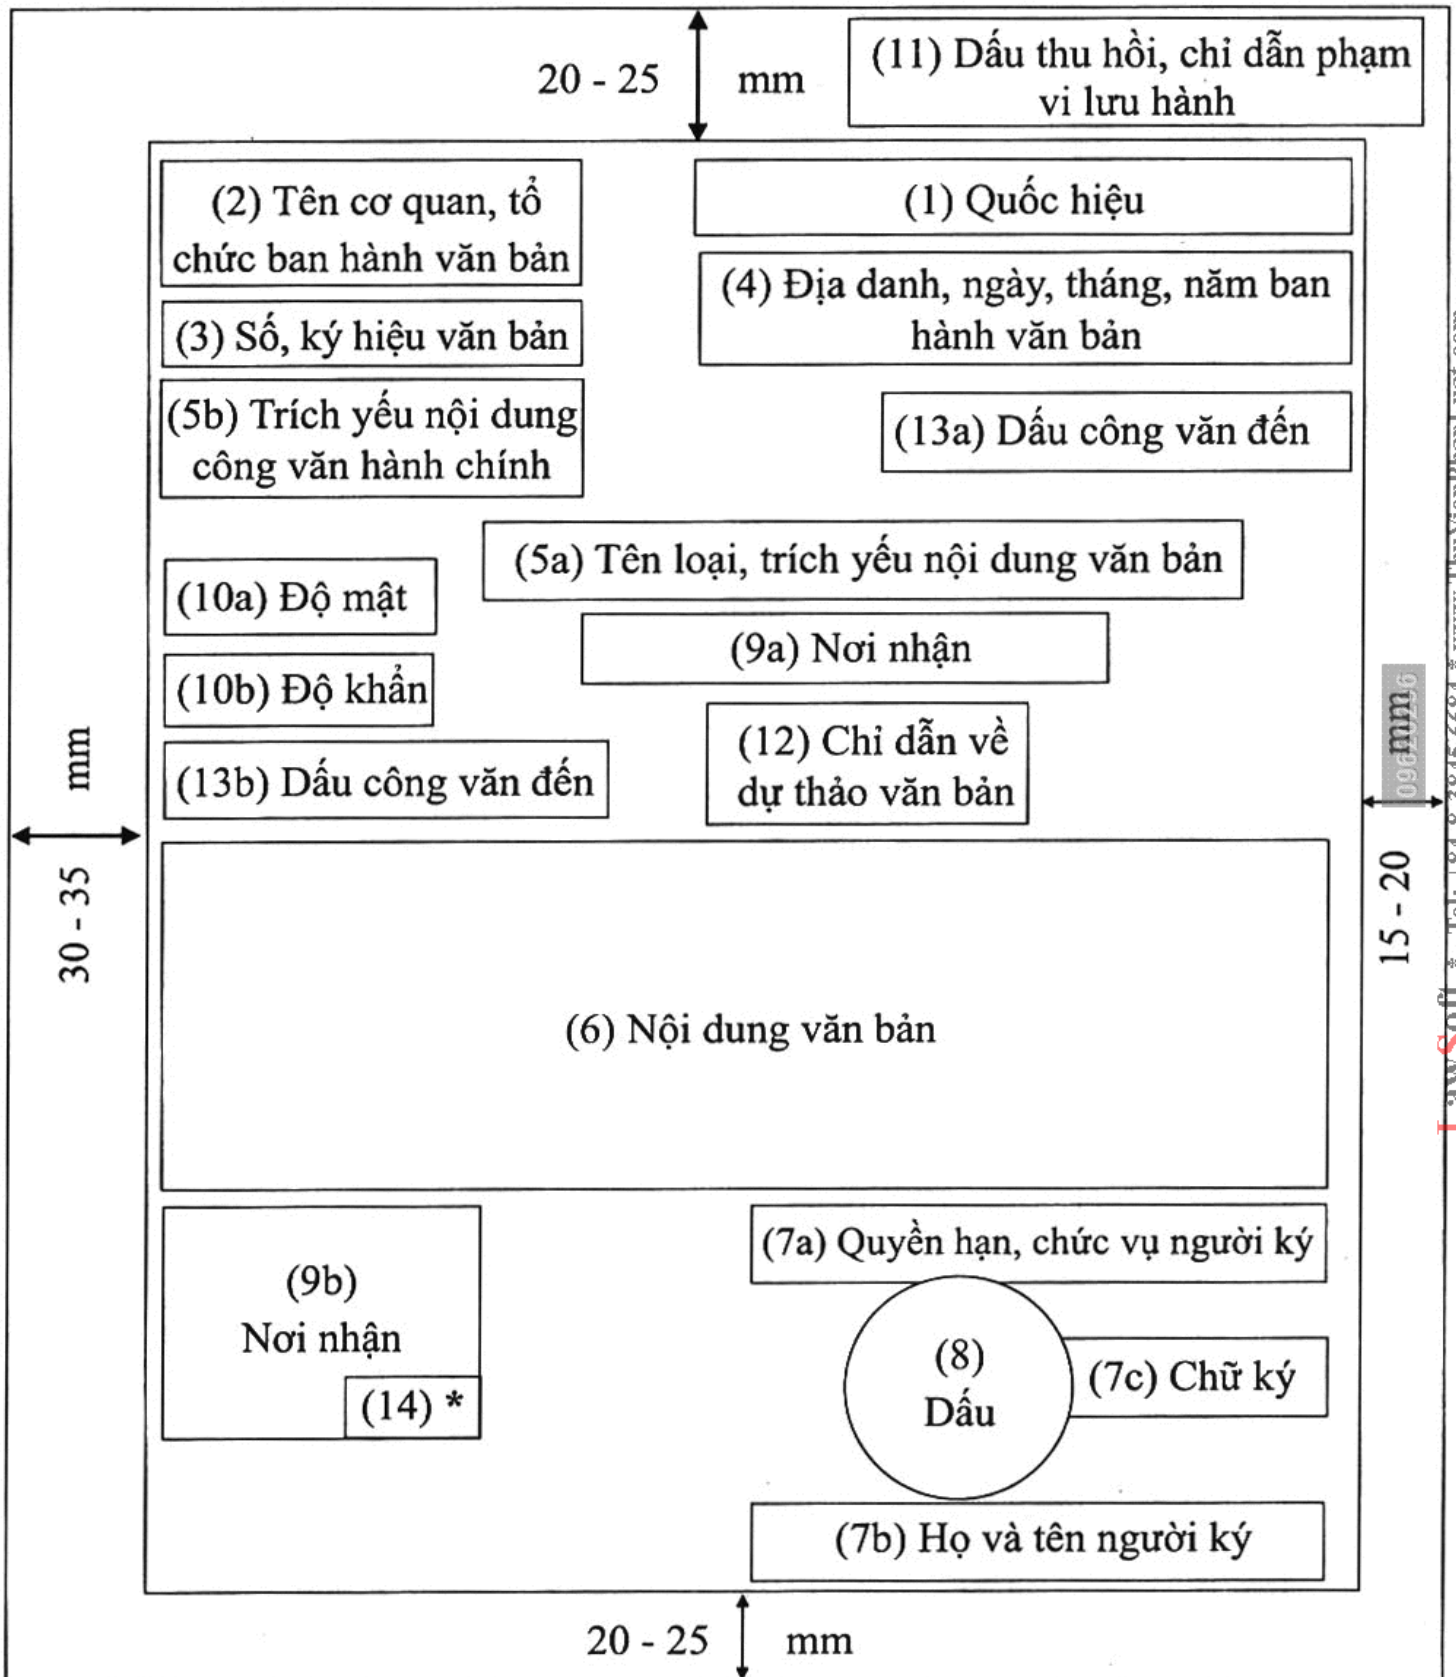 20 - 25 mm
(11) Dấu thu hồi, chỉ dẫn phạm
vi lưu hành
(2) Tên cơ quan, tổ
chức ban hành văn bản
(1) Quốc hiệu
(4) Địa danh, ngày, tháng, năm ban
hành văn bản
(3) Số, ký hiệu văn bản
(5b) Trích yếu nội dung
công văn hành chính
(13a) Dấu công văn đến
(5a) Tên loại, trích yếu nội dung văn bản
(10a) Độ mật
(9a) Nơi nhận
(10b) Độ khẩn
(12) Chỉ dẫn về
dự thảo văn bản
(13b) Dấu công văn đến
mm
30 - 35
mm
15 - 20
(6) Nội dung văn bản
(7a) Quyền hạn, chức vụ người ký
(9b)
Nơi nhận
(14) *
(8)
Dấu
(7c) Chữ ký
(7b) Họ và tên người ký
20 - 25 mm
LawSoft *